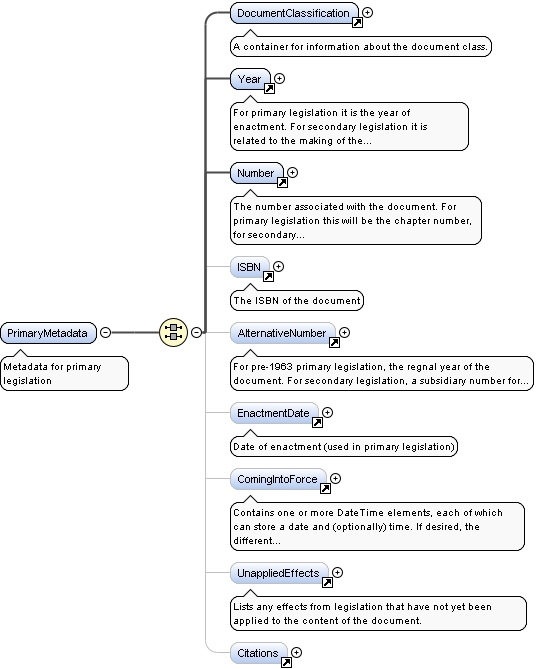 DocumentClassification
A container for information about the document class.
Year
For primary legislation it is the year of
enactment. For secondary legislation it is
related to the making of the...
Number
The number associated with the document. For
primary legislation this will be the chapter number,
for secondary...
ISBN
The ISBN of the document
PrimaryMetadata
Metadata for primary
legislation
AlternativeNumber
For pre-1963 primary legislation, the regnal year of the
document. For secondary legislation, a subsidiary number for...
EnactmentDate
Date of enactment (used in primary legislation)
ComingIntoForce
Contains one or more DateTime elements, each of which
can store a date and (optionally) time. If desired, the
different...
UnappliedEffects
Lists any effects from legislation that have not yet been
applied to the content of the document.
Citations